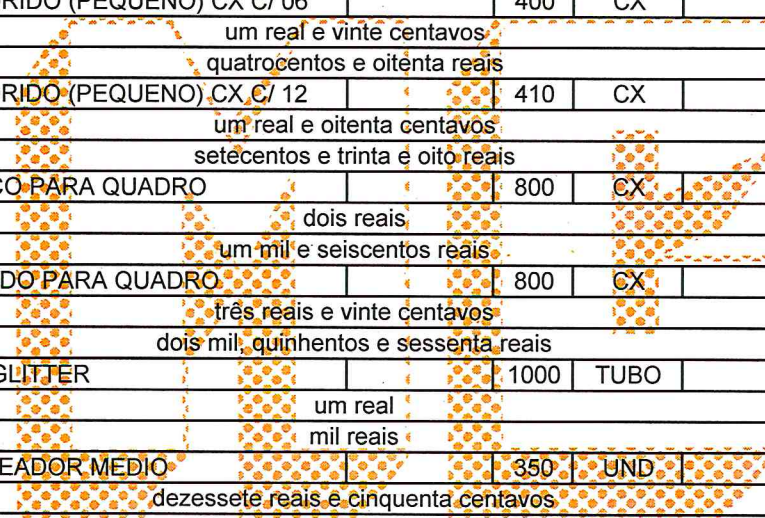 RIDO (PEQUENO) CX C/ 06 400 CX
um real e vinte centavos
quatrocentos e oitenta reais
RIDO (PEQUENO) CX C/ 12 410 CX
um real e oitenta centavos
setecentos e trinta e oito reais
CO PARA QUADRO 800 CX
dois reais
um mil e seiscentos reais
DO PARA QUADRO 800 CX
três reais e vinte centavos
dois mil, quinhentos e sessenta reais
GLITTER 1000 TUBO
um real
mil reais
EADOR MEDIO 350 UND
dezessete reais e cinquenta centavos